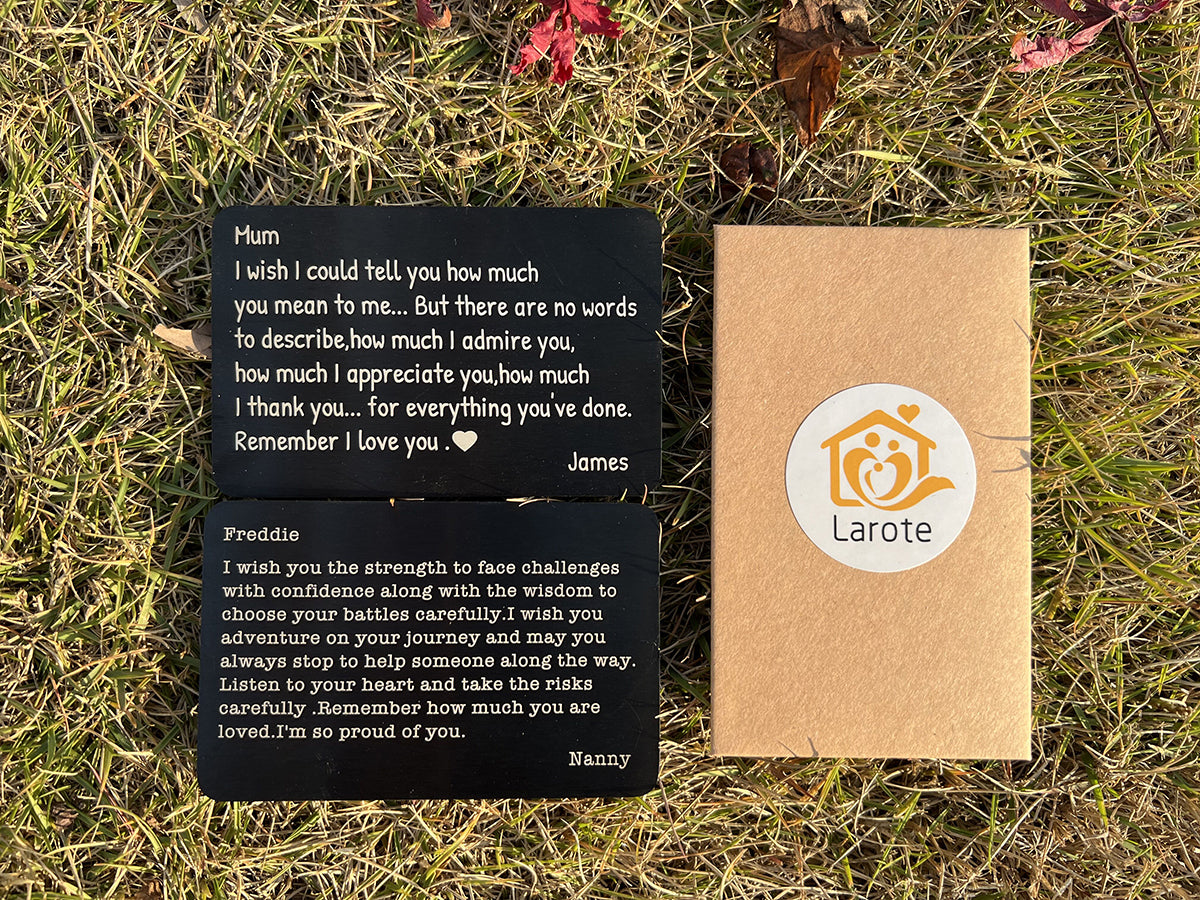 Mum
I wish I could tell you how much
you mean to me... But there are no words
to describe,how much I admire you,
how much I appreciate you,how much
I thank you... for everything you've done.
Remember I love you .♥
James
Freddie
I wish you the strength to face challenges
with confidence along with the wisdom to
choose your battles carefully.I wish you
adventure on your journey and may you
always stop to help someone along the way.
Listen to your heart and take the risks
carefully .Remember how much you are
loved.I'm so proud of you.
Nanny
Larote